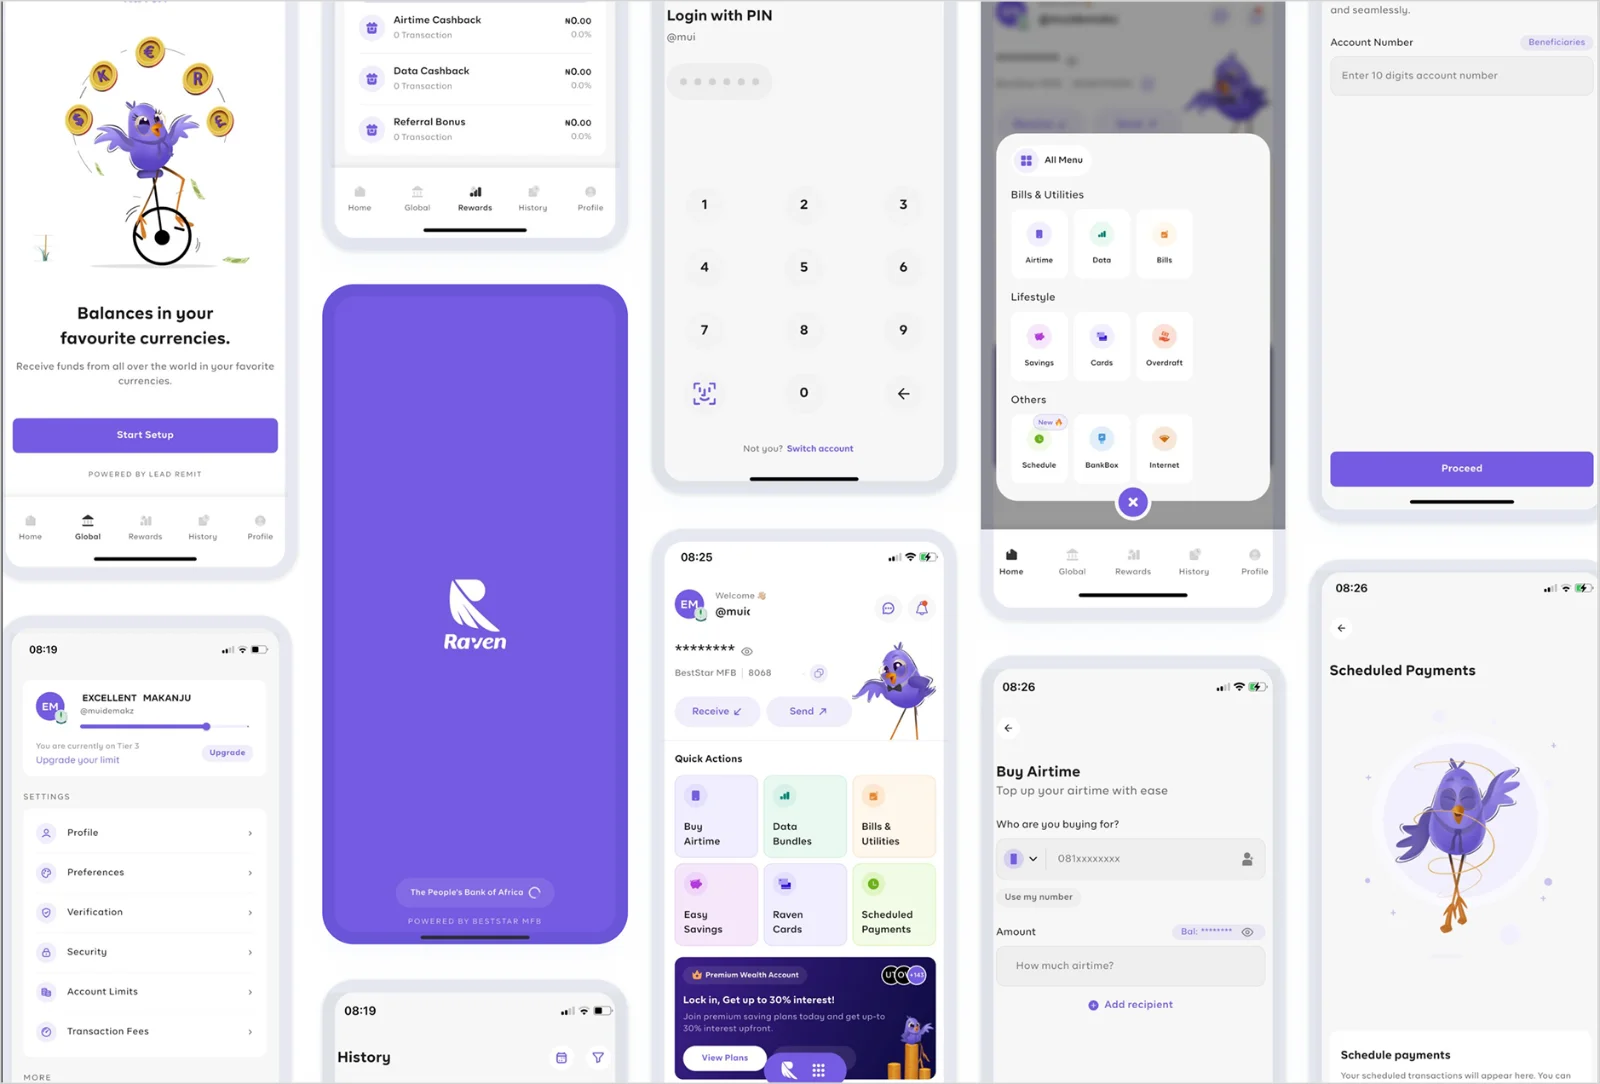 Balances in your
favourite currencies.
Receive funds from all over the world in your favorite
currencies.
Start Setup
POWERED BY LEAD REMIT
Home
Global
Rewards
History
Profile
08:19
EM
EXCELLENT MAKANJU
@muidemakz
You are currently on Tier 3
Upgrade your limit
Upgrade
SETTINGS
Profile
Preferences
Verification
Security
Account Limits
Transaction Fees
MORE
Airtime Cashback
₦0.00
0 Transaction
0.0%
Data Cashback
₦0.00
0 Transaction
0.0%
Referral Bonus
₦0.00
0 Transaction
0.0%
Home
Global
Rewards
History
Profile
Raven
The People's Bank of Africa
POWERED BY BESTSTAR MFB
08:19
History
Login with PIN
@mui
1
2
3
4
5
6
7
8
9
0
Not you? Switch account
08:25
EM
Welcome
********
BestStar MFB | 8068
Receive
Send
Quick Actions
Buy
Airtime
Data
Bundles
Bills &
Utilities
Easy
Savings
Raven
Cards
Scheduled
Payments
Premium Wealth Account
+143
Lock in, Get up to 30% interest!
Join premium saving plans today and get up-to
30% interest upfront.
View Plans
All Menu
Bills & Utilities
Airtime
Data
Bills
Lifestyle
Savings
Cards
Overdraft
Others
New
Schedule
BankBox
Internet
Home
Global
Rewards
History
Profile
08:26
Buy Airtime
Top up your airtime with ease
Who are you buying for?
081xxxxxxxx
Use my number
Amount
Bal: ********
How much airtime?
Add recipient
and seamlessly.
Account Number
Beneficiaries
Enter 10 digits account number
Proceed
08:26
Scheduled Payments
Schedule payments
Your scheduled transactions will appear here. You can